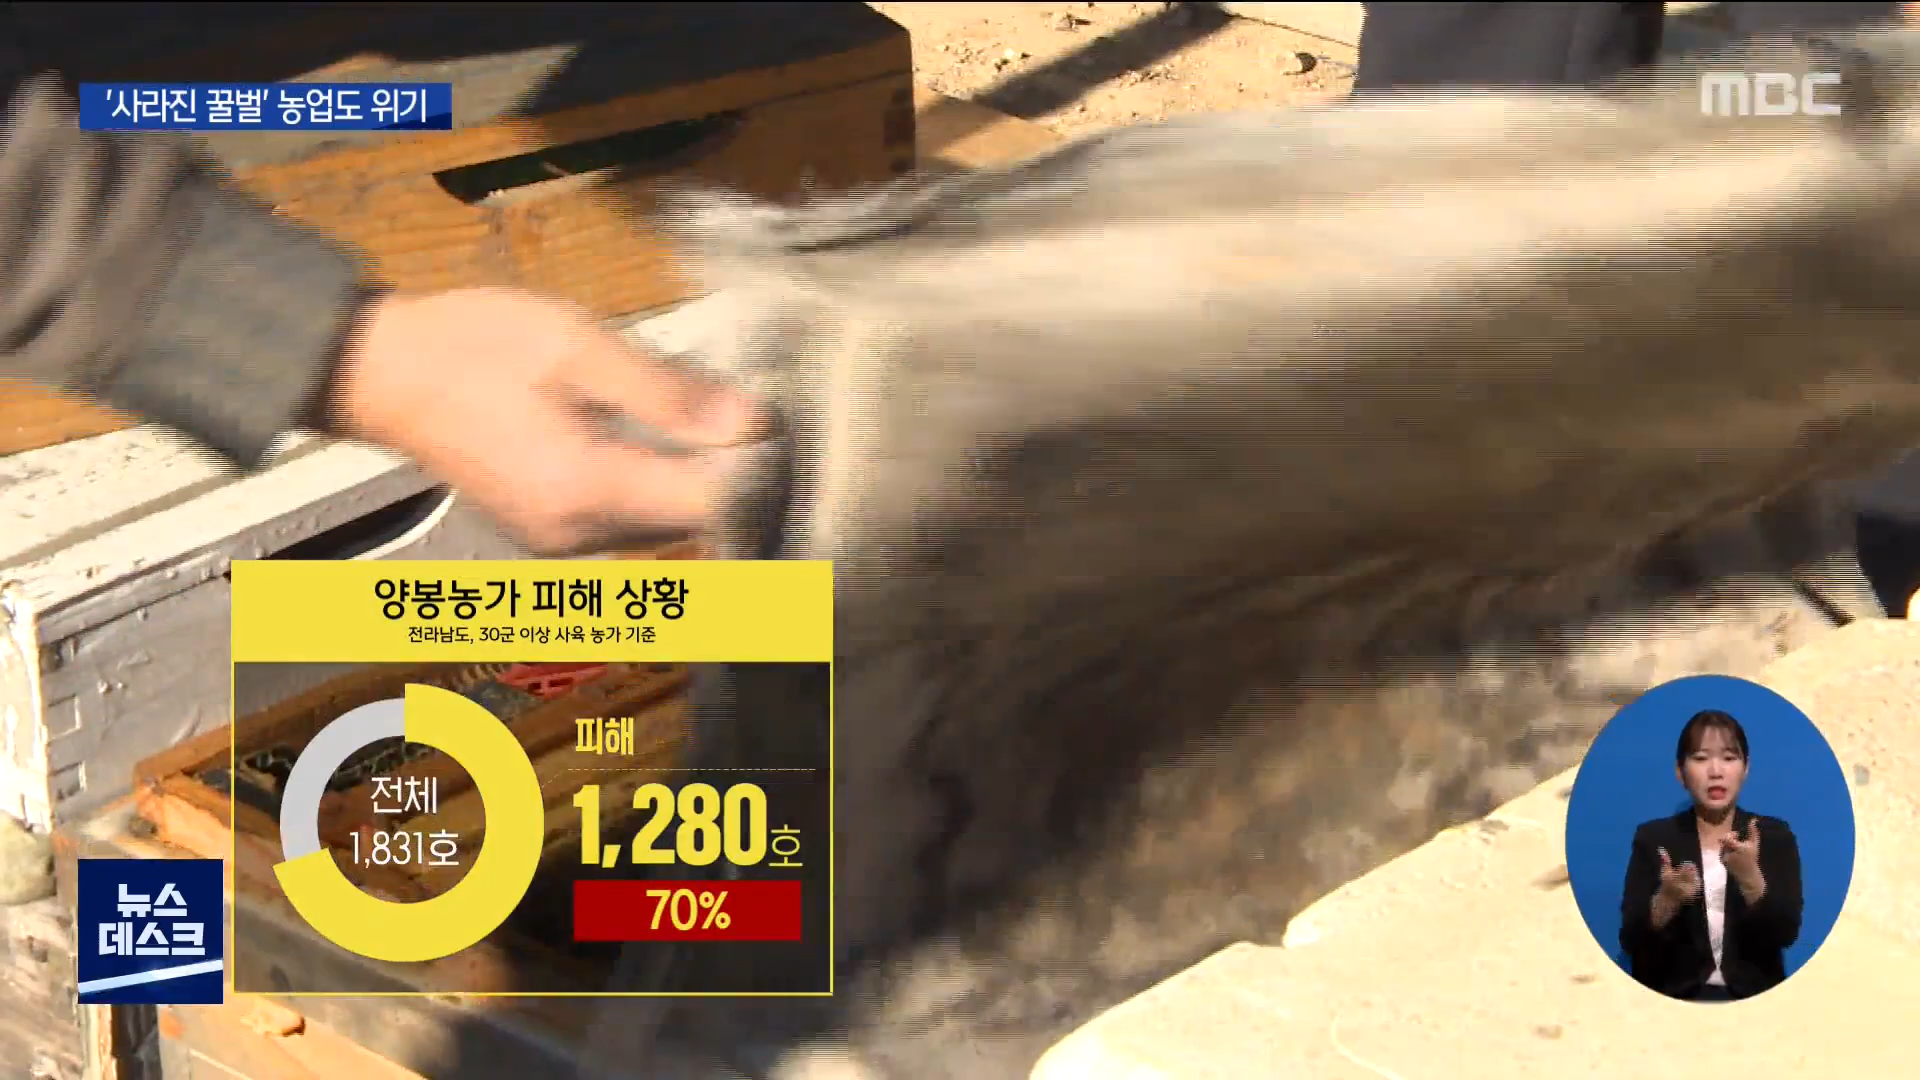 '사라진 꿀벌' 농업도 위기
MBC
양봉농가 피해 상황
전라남도, 30군 이상 사육 농가 기준
전체
1,831호
피해
1,280호
70%
뉴스
데스크